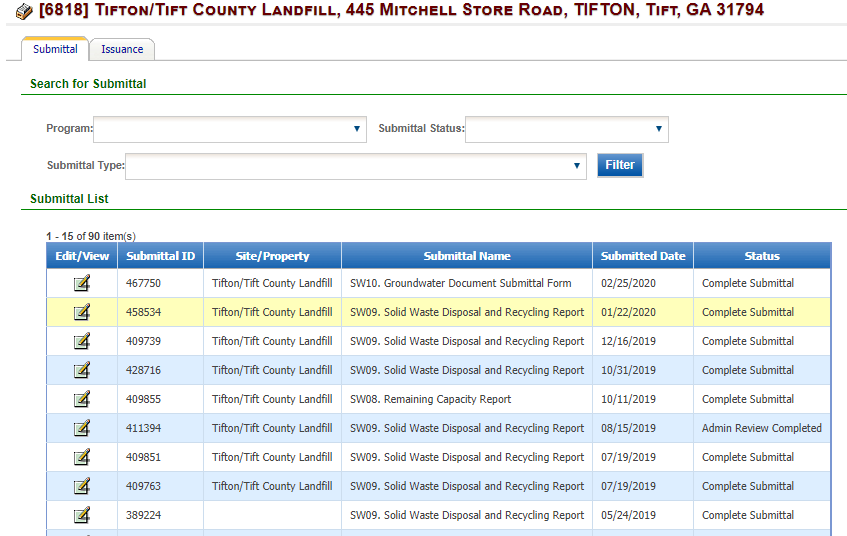 [6818] Tifton/Tift County Landfill, 445 Mitchell Store Road, TIFTON, Tift, GA 31794
Submittal Issuance
Search for Submittal
Program: Submittal Status:
Submittal Type: Filter
Submittal List
1 - 15 of 90 item(s)
Edit/View Submittal ID Site/Property Submittal Name Submitted Date Status
467750 Tifton/Tift County Landfill SW10. Groundwater Document Submittal Form 02/25/2020 Complete Submittal
458534 Tifton/Tift County Landfill SW09. Solid Waste Disposal and Recycling Report 01/22/2020 Complete Submittal
409739 Tifton/Tift County Landfill SW09. Solid Waste Disposal and Recycling Report 12/16/2019 Complete Submittal
428716 Tifton/Tift County Landfill SW09. Solid Waste Disposal and Recycling Report 10/31/2019 Complete Submittal
409855 Tifton/Tift County Landfill SW08. Remaining Capacity Report 10/11/2019 Complete Submittal
411394 Tifton/Tift County Landfill SW09. Solid Waste Disposal and Recycling Report 08/15/2019 Admin Review Completed
409851 Tifton/Tift County Landfill SW09. Solid Waste Disposal and Recycling Report 07/19/2019 Complete Submittal
409763 Tifton/Tift County Landfill SW09. Solid Waste Disposal and Recycling Report 07/19/2019 Complete Submittal
389224 SW09. Solid Waste Disposal and Recycling Report 05/24/2019 Complete Submittal